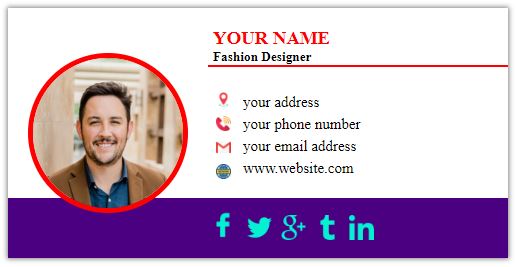 YOUR NAME
Fashion Designer
your address
your phone number
your email address
www.website.com